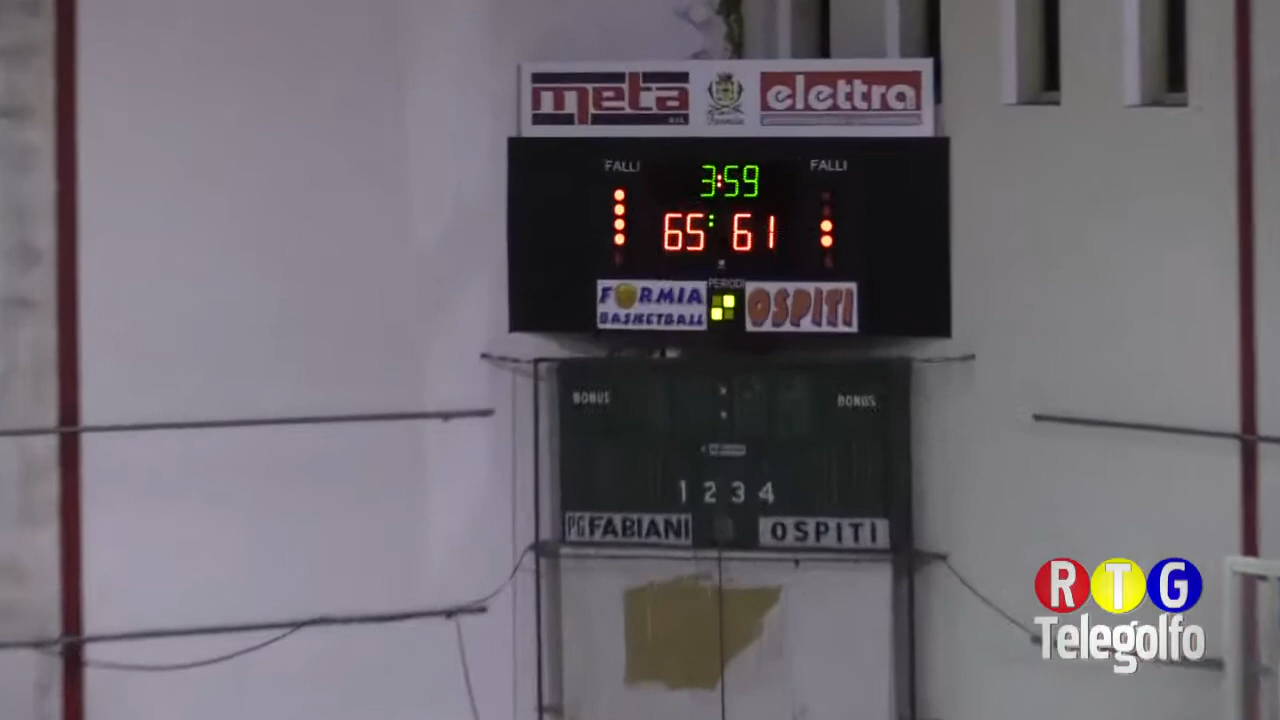 meta
elettra
FALLI
3:59
FALLI
65 : 61
PERIODI
FORMIA
BASKETBALL
OSPITI
BONUS
BONUS
1 2 3 4
PG FABIANI
OSPITI
RTG
Telegolfo